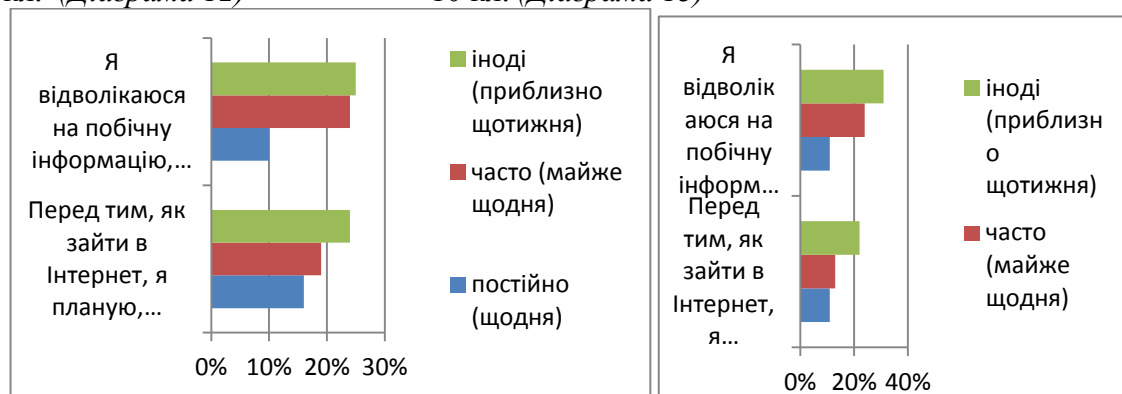 кл. (Діаграма 12)
10 кл. (Діаграма 13)
Я
відволікаюся
на побічну
інформацію,...
Перед тим, як
зайти в
Інтернет, я
планую,...
0% 10% 20% 30%
іноді
(приблизно
щотижня)
часто (майже
щодня)
постійно
(щодня)
Я
відволік
аюся на
побічну
інформ...
Перед
тим, як
зайти в
Інтернет,
я...
0% 20% 40%
іноді
(приблизн
о
щотижня)
часто
(майже
щодня)